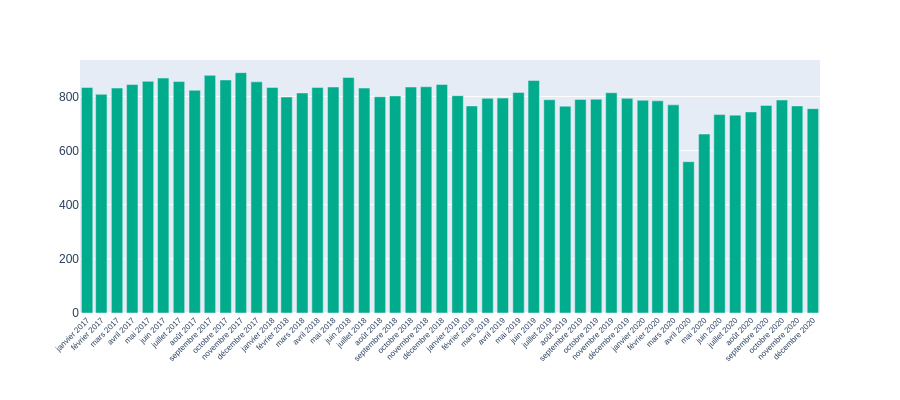 800
600
400
200
0
janvier 2017
février 2017
mars 2017
avril 2017
mai 2017
juin 2017
juillet 2017
août 2017
septembre 2017
octobre 2017
novembre 2017
décembre 2017
janvier 2018
février 2018
mars 2018
avril 2018
mai 2018
juin 2018
juillet 2018
août 2018
septembre 2018
octobre 2018
novembre 2018
décembre 2018
janvier 2019
février 2019
mars 2019
avril 2019
mai 2019
juin 2019
juillet 2019
août 2019
septembre 2019
octobre 2019
novembre 2019
décembre 2019
janvier 2020
février 2020
mars 2020
avril 2020
mai 2020
juin 2020
juillet 2020
août 2020
septembre 2020
octobre 2020
novembre 2020
décembre 2020